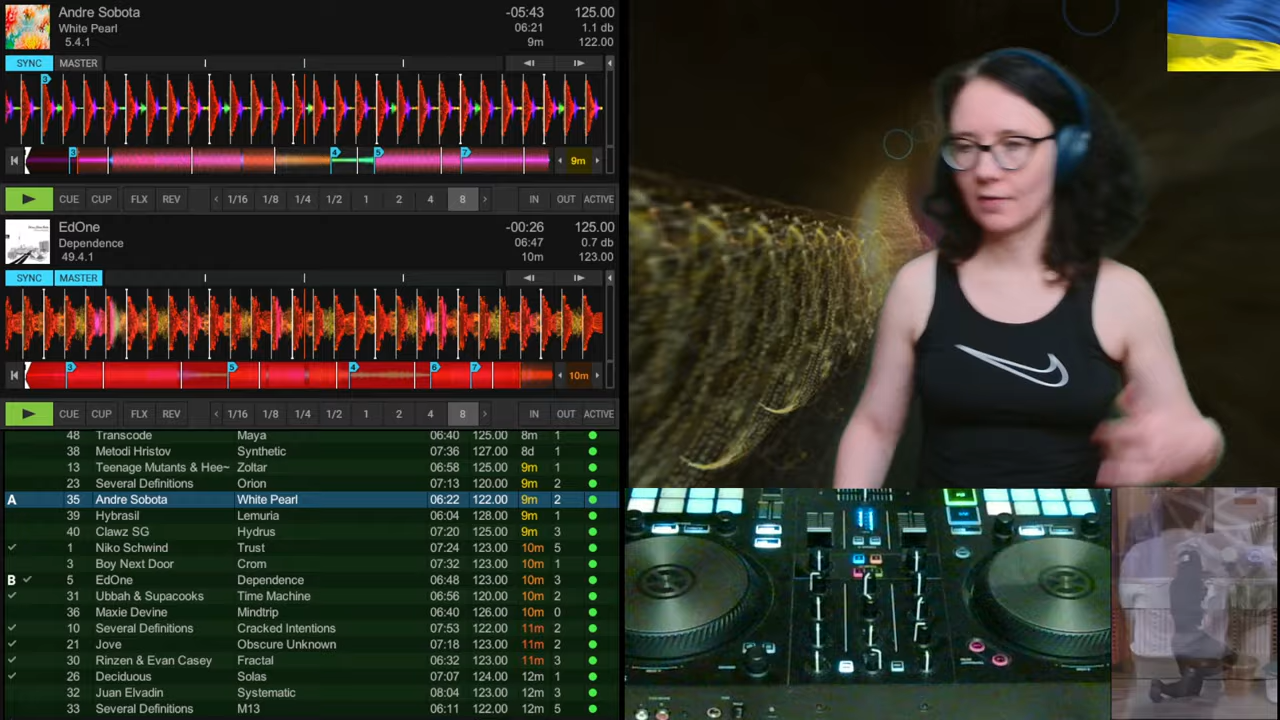 Andre Sobota -05:43 125.00
White Pearl 06:21 1.1 db
5.4.1 9m 122.00
SYNC MASTER
3
3 4 5 7 9m
CUE CUP FLX REV 1/16 1/8 1/4 1/2 1 2 4 8 IN OUT ACTIVE
EdOne -00:26 125.00
Dependence 06:47 0.7 db
49.4.1 10m 123.00
SYNC MASTER
3 5 4 6 7 10m
CUE CUP FLX REV 1/16 1/8 1/4 1/2 1 2 4 8 IN OUT ACTIVE
48 Transcode Maya 06:40 125.00 8m 1
38 Metodi Hristov Synthetic 07:36 127.00 8d 1
13 Teenage Mutants & Hee~ Zoltar 06:58 125.00 9m 1
23 Several Definitions Orion 07:13 120.00 9m 2
A 35 Andre Sobota White Pearl 06:22 122.00 9m 2
39 Hybrasil Lemuria 06:04 128.00 9m 1
40 Clawz SG Hydrus 07:20 125.00 9m 3
1 Niko Schwind Trust 07:24 123.00 10m 5
3 Boy Next Door Crom 07:32 123.00 10m 1
B 5 EdOne Dependence 06:48 123.00 10m 3
31 Ubbah & Supacooks Time Machine 06:56 120.00 10m 2
36 Maxie Devine Mindtrip 06:40 126.00 10m 0
10 Several Definitions Cracked Intentions 07:53 122.00 11m 2
21 Jove Obscure Unknown 07:18 123.00 11m 2
30 Rinzen & Evan Casey Fractal 06:32 123.00 11m 3
26 Deciduous Solas 07:07 124.00 12m 1
32 Juan Elvadin Systematic 08:04 123.00 12m 3
33 Several Definitions M13 06:11 122.00 12m 5